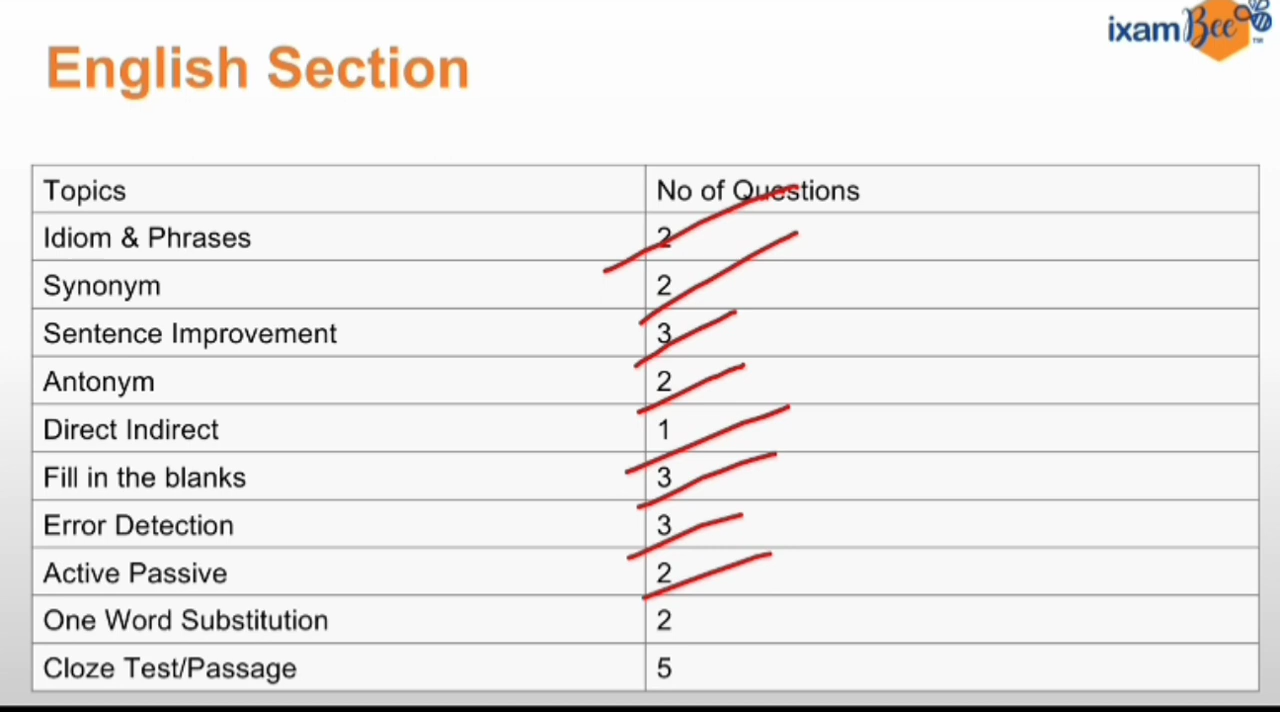 ixamBee™
English Section
Topics No of Questions
Idiom & Phrases 2
Synonym 2
Sentence Improvement 3
Antonym 2
Direct Indirect 1
Fill in the blanks 3
Error Detection 3
Active Passive 2
One Word Substitution 2
Cloze Test/Passage 5